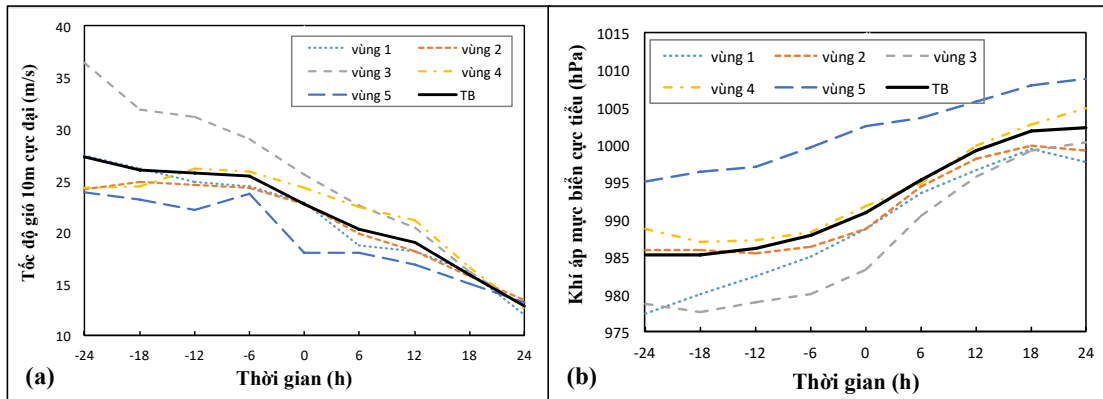 40
35
30
25
20
15
10
Tốc độ gió 10m cực dại (m/s)
vùng 1 vùng 2
vùng 3 vùng 4
vùng 5 TB
-24 -18 -12 -6 0 6 12 18 24
(a) Thời gian (h)
1015
1010
1005
1000
995
990
985
980
975
Khí áp mực biển cực tiểu (hPa)
vùng 1 vùng 2 vùng 3
vùng 4 vùng 5 TB
-24 -18 -12 -6 0 6 12 18 24
(b) Thời gian (h)